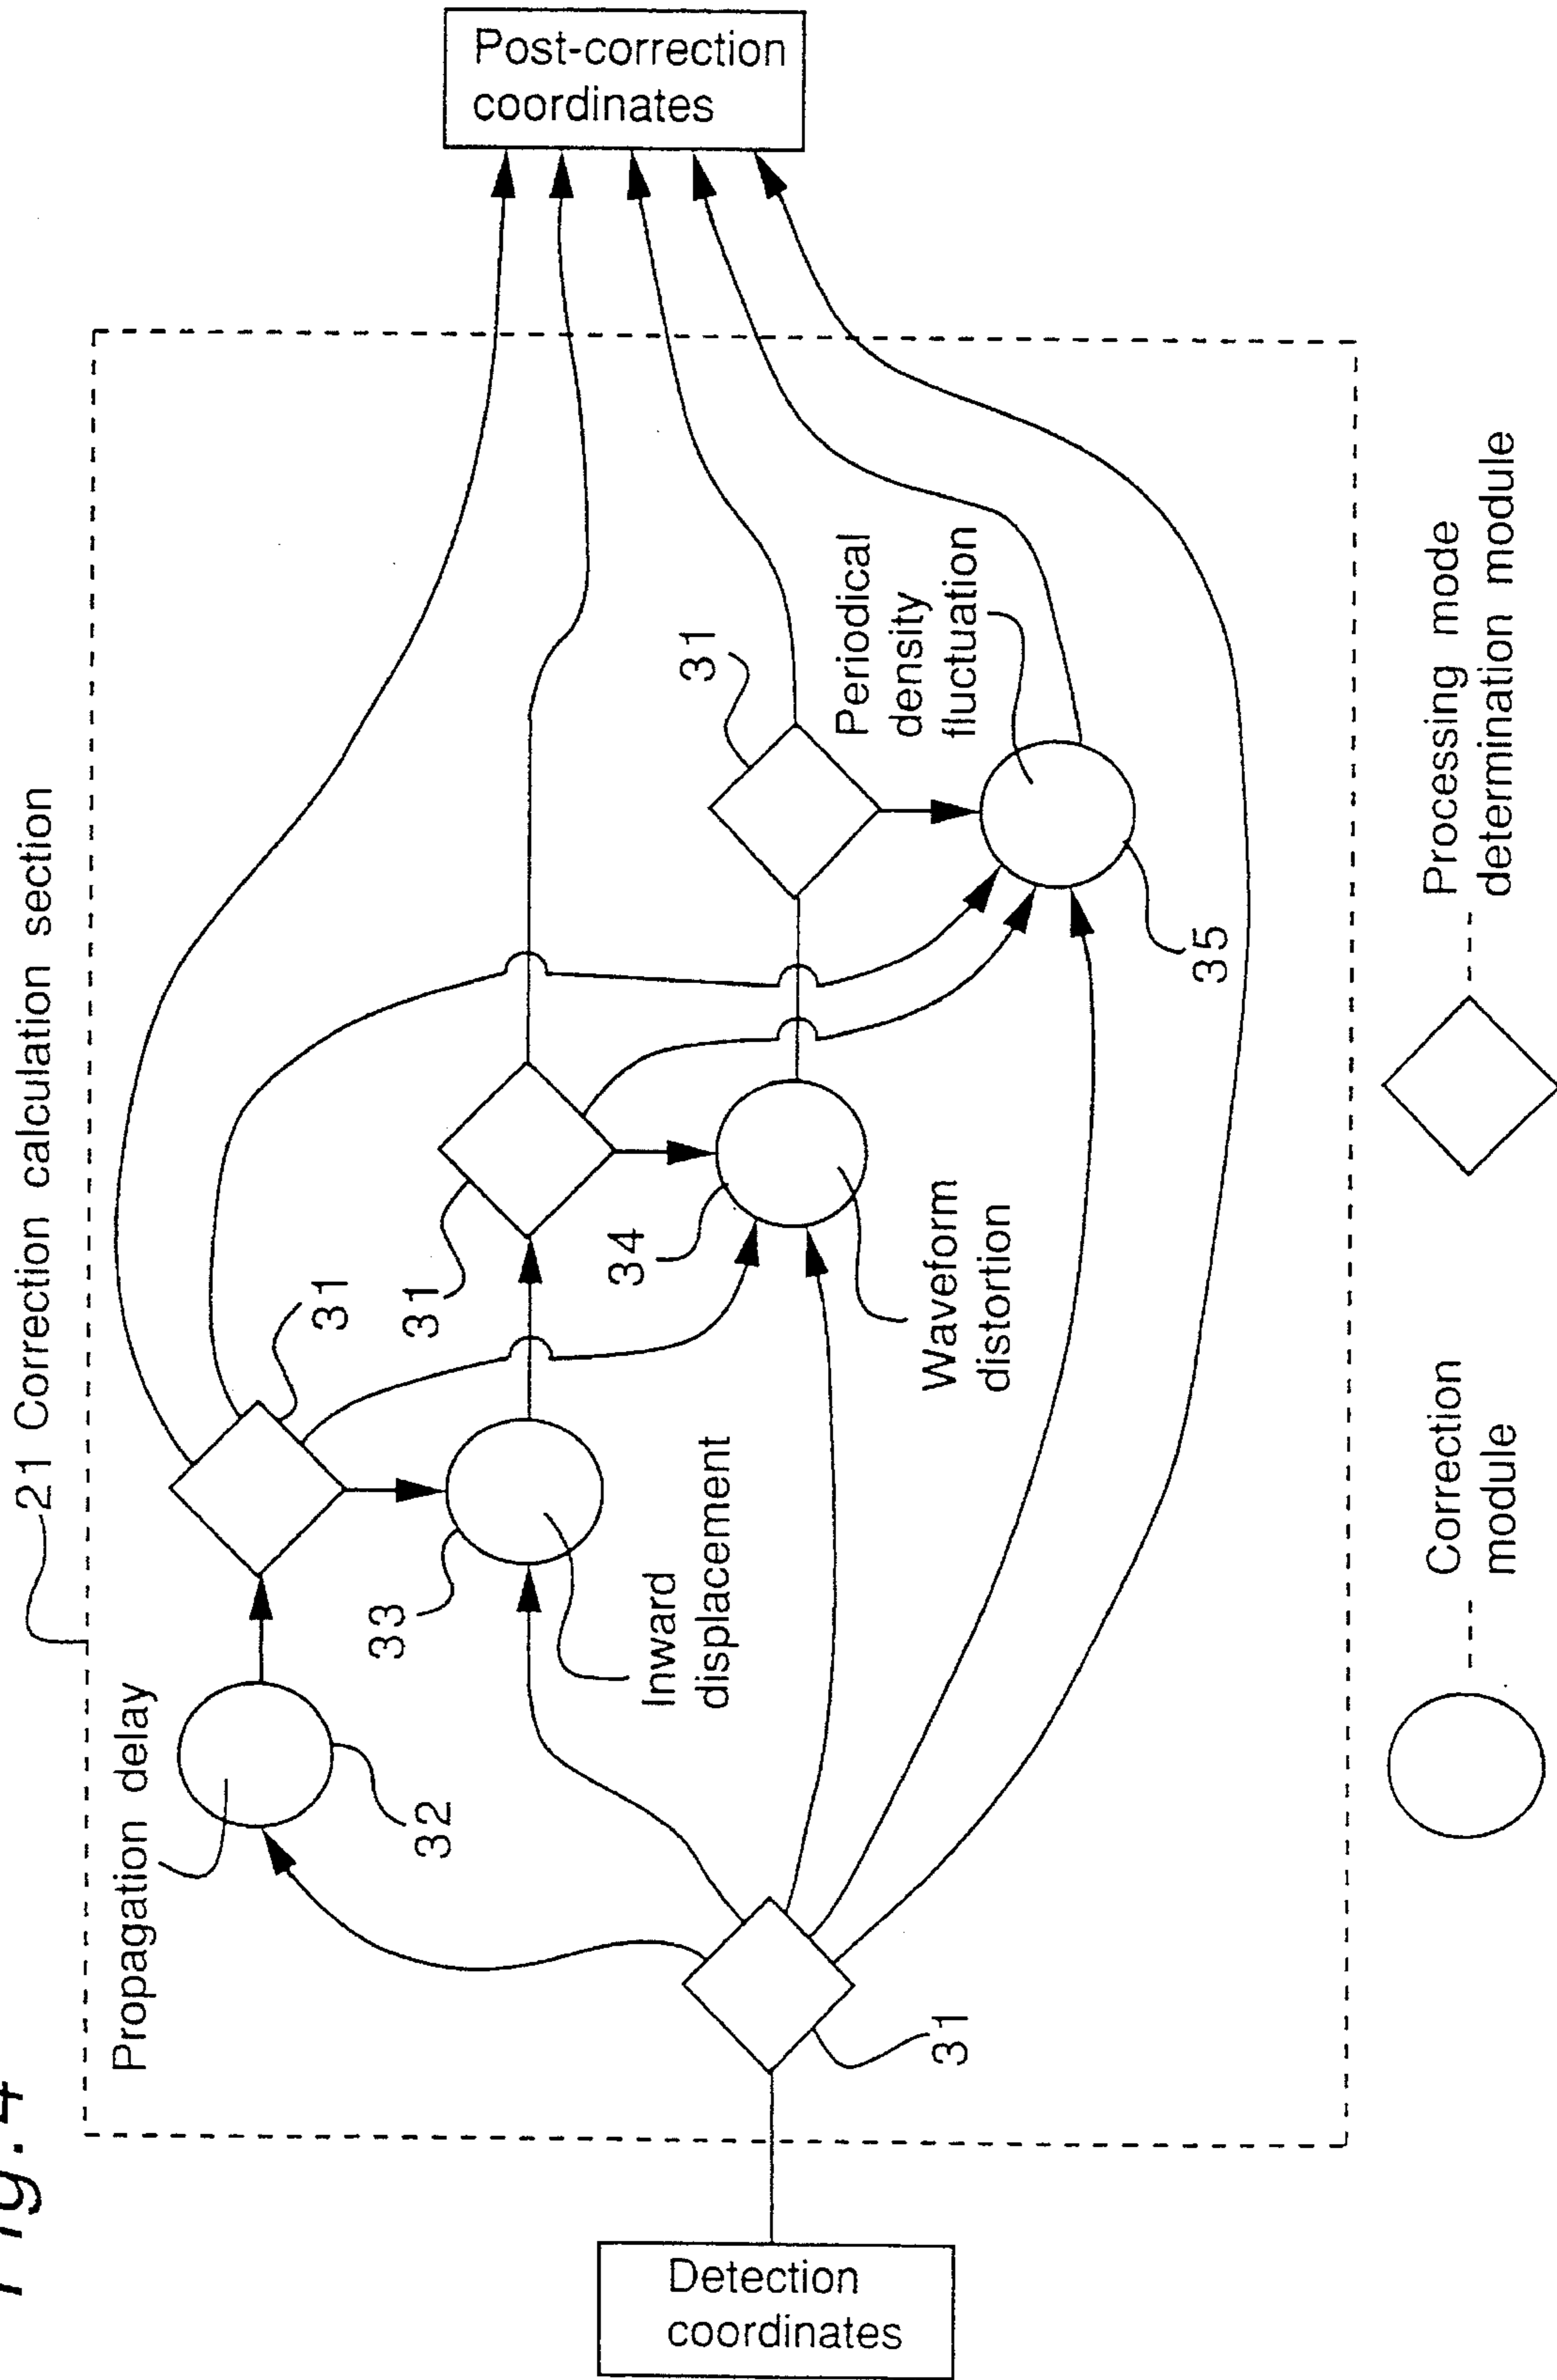 Fig. 4
21 Correction calculation section
Propagation delay
32
31
33
Inward
displacement
31
34
Waveform
distortion
31
Periodical
density
fluctuation
35
31
Detection
coordinates
Post-correction
coordinates
Correction
module
Processing mode
determination module